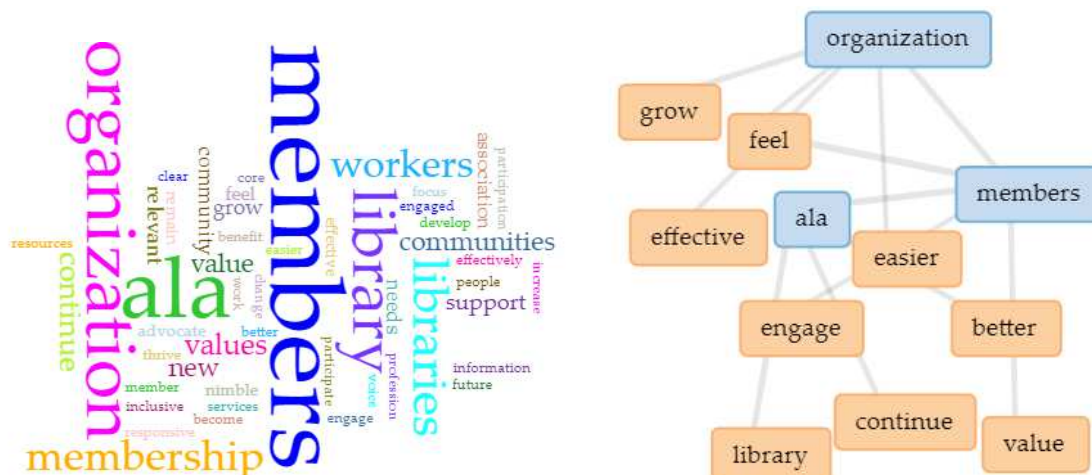 organization
members
ala
library
libraries
membership
workers
communities
community
continue
resources
relevant
remain
clear
core
feel
grow
benefit
easier
value
work
change
effective
advocate
better
values
thrive
new
member
nimble
inclusive
services
become
responsive
participate
engage
voice
profession
needs
support
people
effectively
increase
develop
engaged
focus
association
participation
information
future
organization
grow
feel
members
ala
effective
easier
engage
better
continue
library
value